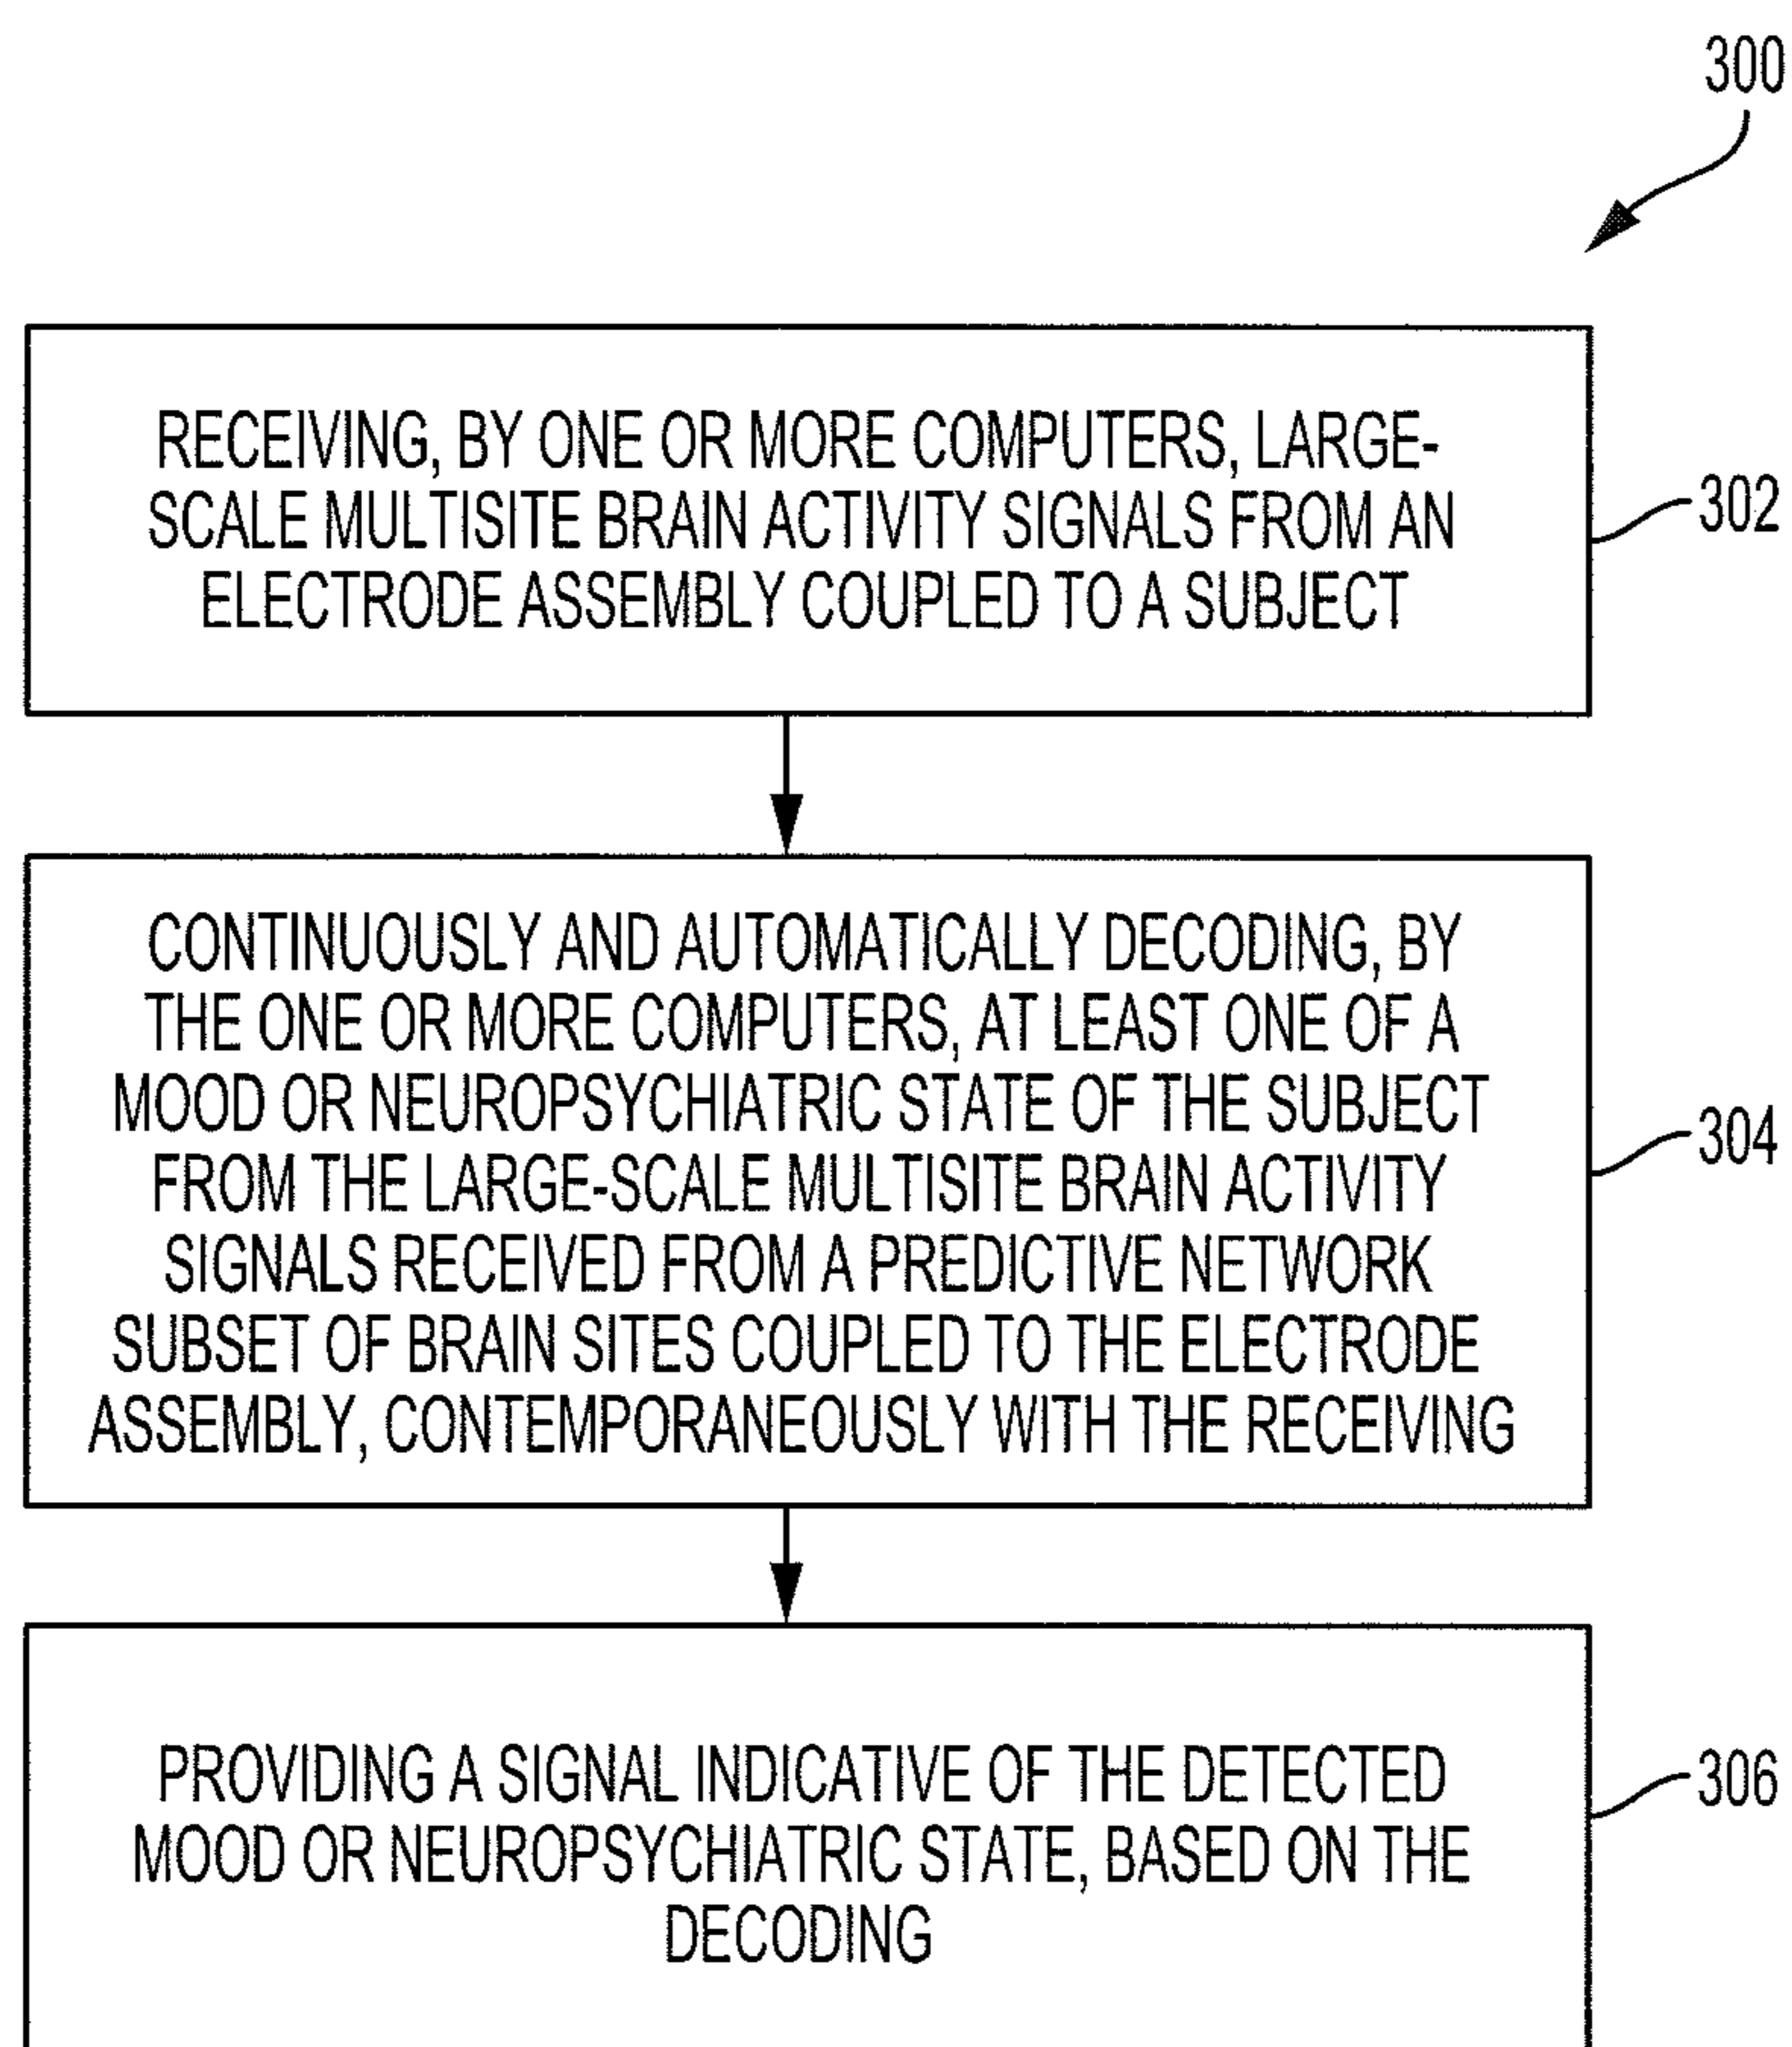 300
RECEIVING, BY ONE OR MORE COMPUTERS, LARGE-
SCALE MULTISITE BRAIN ACTIVITY SIGNALS FROM AN
ELECTRODE ASSEMBLY COUPLED TO A SUBJECT
302
CONTINUOUSLY AND AUTOMATICALLY DECODING, BY
THE ONE OR MORE COMPUTERS, AT LEAST ONE OF A
MOOD OR NEUROPSYCHIATRIC STATE OF THE SUBJECT
FROM THE LARGE-SCALE MULTISITE BRAIN ACTIVITY
SIGNALS RECEIVED FROM A PREDICTIVE NETWORK
SUBSET OF BRAIN SITES COUPLED TO THE ELECTRODE
ASSEMBLY, CONTEMPORANEOUSLY WITH THE RECEIVING
304
PROVIDING A SIGNAL INDICATIVE OF THE DETECTED
MOOD OR NEUROPSYCHIATRIC STATE, BASED ON THE
DECODING
306